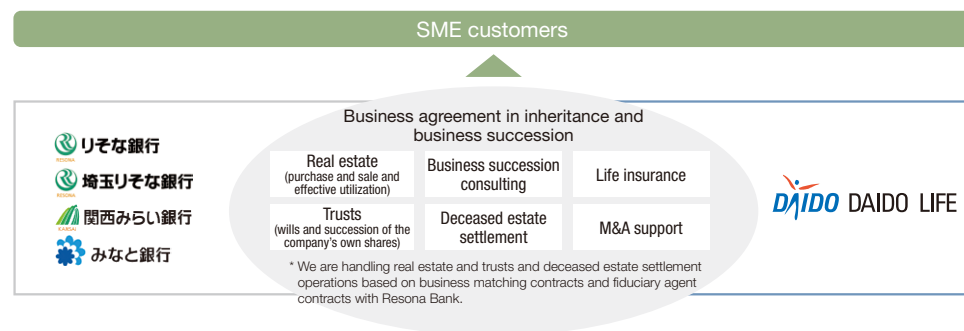 SME customers
Business agreement in inheritance and
business succession
りそな銀行
RESONA
埼玉りそな銀行
RESONA
関西みらい銀行
KANSAI
みなと銀行
Real estate
(purchase and sale and
effective utilization)
Business succession
consulting
Life insurance
Trusts
(wills and succession of the
company's own shares)
Deceased estate
settlement
M&A support
DAIDO DAIDO LIFE
* We are handling real estate and trusts and deceased estate settlement
operations based on business matching contracts and fiduciary agent
contracts with Resona Bank.